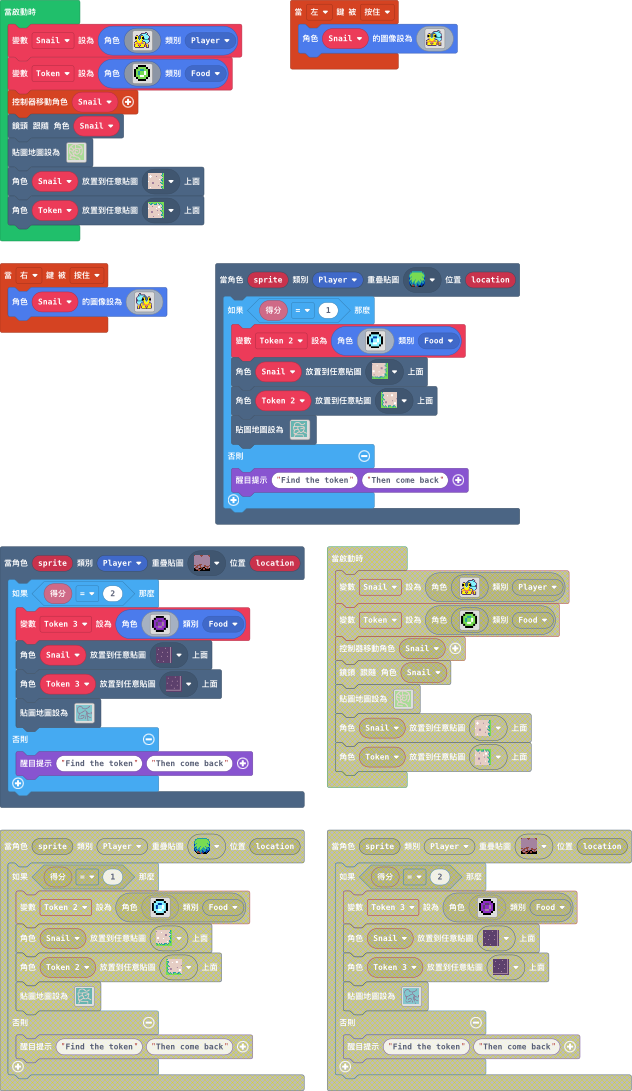 當啟動時
變數 Snail 設為 角色 類別 Player
變數 Token 設為 角色 類別 Food
控制器移動角色 Snail
鏡頭 跟隨 角色 Snail
貼圖地圖設為
角色 Snail 放置到任意貼圖 上面
角色 Token 放置到任意貼圖 上面
當 左 鍵 被 按住
角色 Snail 的圖像設為
當 右 鍵 被 按住
角色 Snail 的圖像設為
當角色 sprite 類別 Player 重疊貼圖 位置 location
如果 得分 = 1 那麼
變數 Token 2 設為 角色 類別 Food
角色 Snail 放置到任意貼圖 上面
角色 Token 2 放置到任意貼圖 上面
貼圖地圖設為
否則
醒目提示 "Find the token" "Then come back"
當角色 sprite 類別 Player 重疊貼圖 位置 location
如果 得分 = 2 那麼
變數 Token 3 設為 角色 類別 Food
角色 Snail 放置到任意貼圖 上面
角色 Token 3 放置到任意貼圖 上面
貼圖地圖設為
否則
醒目提示 "Find the token" "Then come back"
當啟動時
變數 Snail 設為 角色 類別 Player
變數 Token 設為 角色 類別 Food
控制器移動角色 Snail
鏡頭 跟隨 角色 Snail
貼圖地圖設為
角色 Snail 放置到任意貼圖 上面
角色 Token 放置到任意貼圖 上面
當角色 sprite 類別 Player 重疊貼圖 位置 location
如果 得分 = 1 那麼
變數 Token 2 設為 角色 類別 Food
角色 Snail 放置到任意貼圖 上面
角色 Token 2 放置到任意貼圖 上面
貼圖地圖設為
否則
醒目提示 "Find the token" "Then come back"
當角色 sprite 類別 Player 重疊貼圖 位置 location
如果 得分 = 2 那麼
變數 Token 3 設為 角色 類別 Food
角色 Snail 放置到任意貼圖 上面
角色 Token 3 放置到任意貼圖 上面
貼圖地圖設為
否則
醒目提示 "Find the token" "Then come back"